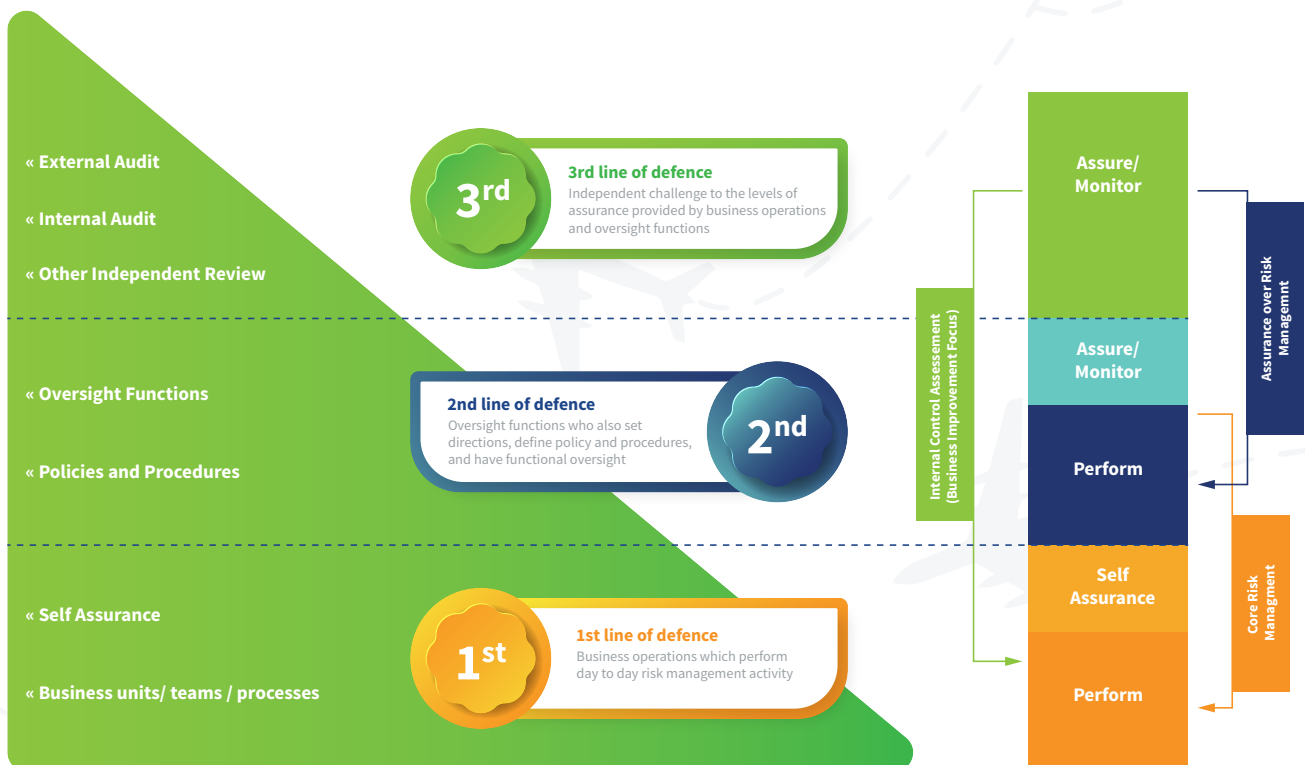 « External Audit
« Internal Audit
« Other Independent Review
« Oversight Functions
« Policies and Procedures
« Self Assurance
« Business units/ teams / processes
3rd
3rd line of defence
Independent challenge to the levels of
assurance provided by business operations
and oversight functions
2nd line of defence
Oversight functions who also set
directions, define policy and procedures,
and have functional oversight
2nd
1st
1st line of defence
Business operations which perform
day to day risk management activity
Internal Control Assessement
(Business Improvement Focus)
Assure/
Monitor
Assure/
Monitor
Perform
Self
Assurance
Perform
Assurance over Risk
Managemnt
Core Risk
Managment